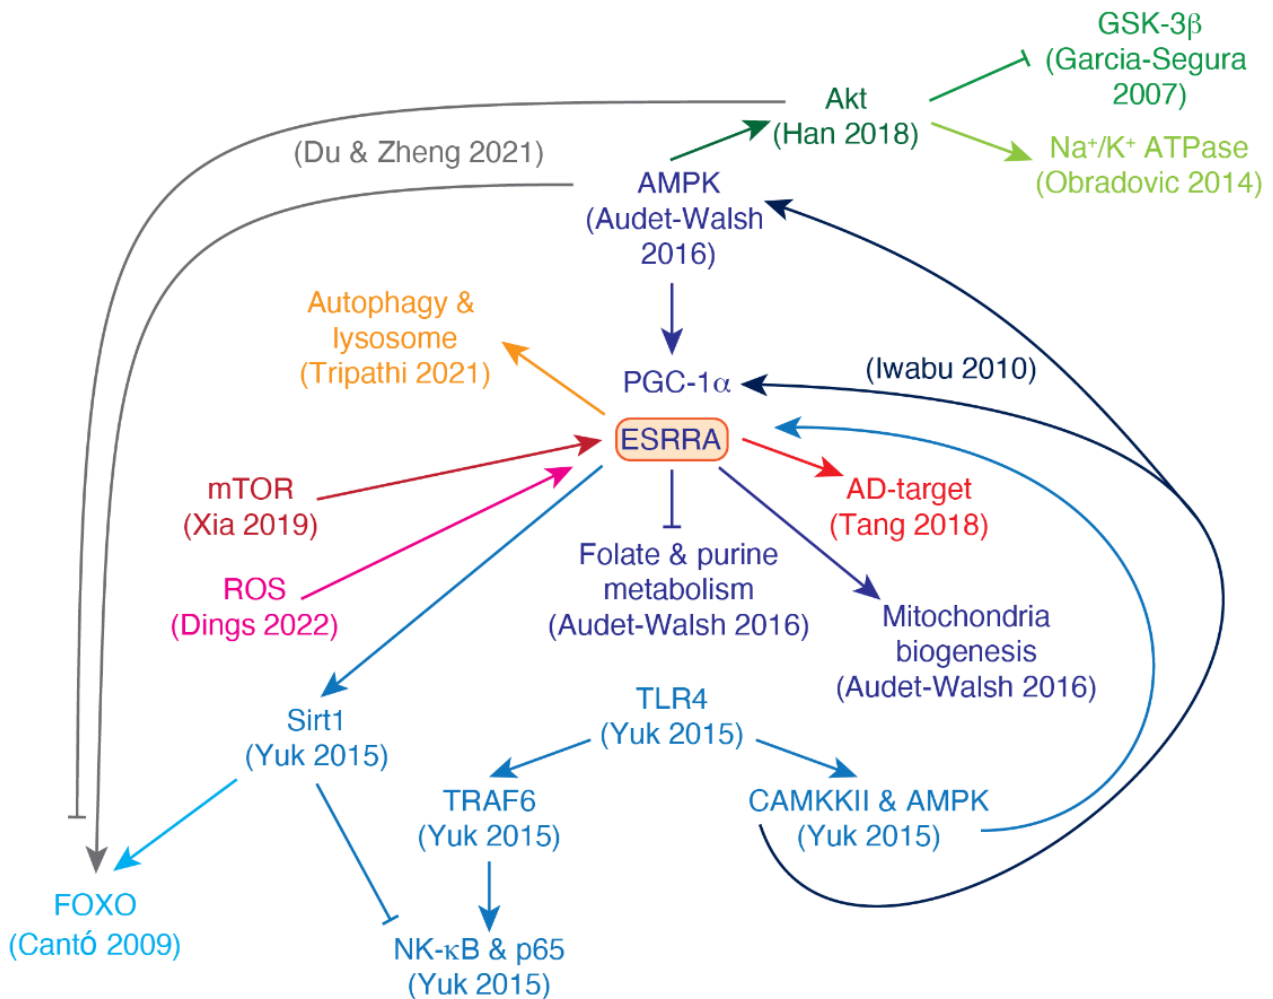 GSK-3β
(Garcia-Segura
2007)
Akt
(Han 2018)
Na⁺/K⁺ ATPase
(Obradovic 2014)
(Du & Zheng 2021)
AMPK
(Audet-Walsh
2016)
Autophagy &
lysosome
(Tripathi 2021)
PGC-1α
(Iwabu 2010)
ESRRA
mTOR
(Xia 2019)
AD-target
(Tang 2018)
Folate & purine
metabolism
(Audet-Walsh 2016)
ROS
(Dings 2022)
Mitochondria
biogenesis
(Audet-Walsh 2016)
Sirt1
(Yuk 2015)
TLR4
(Yuk 2015)
TRAF6
(Yuk 2015)
CAMKKII & AMPK
(Yuk 2015)
FOXO
(Cantó 2009)
NK-κB & p65
(Yuk 2015)